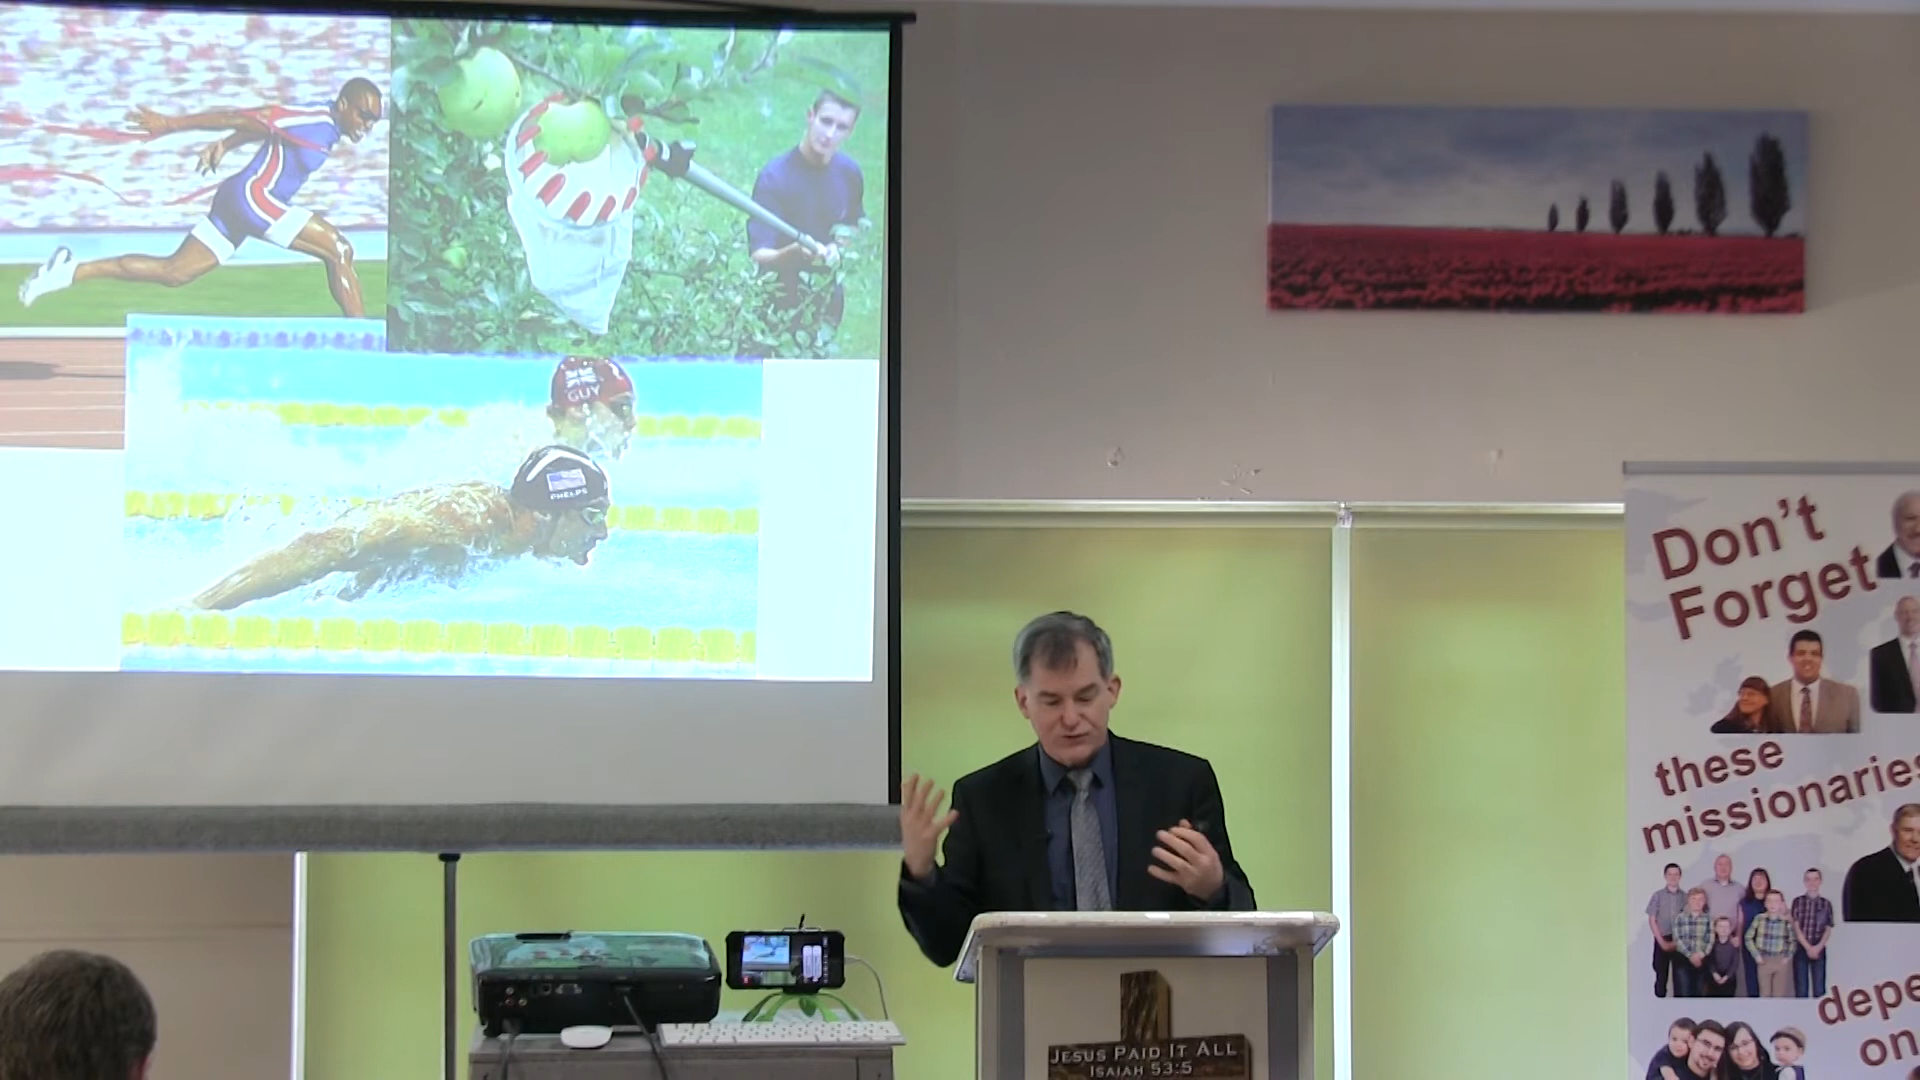 GUY
PHELPS
Don't
Forget
these
missionaries
depe
on
JESUS PAID IT ALL
ISAIAH 53:5